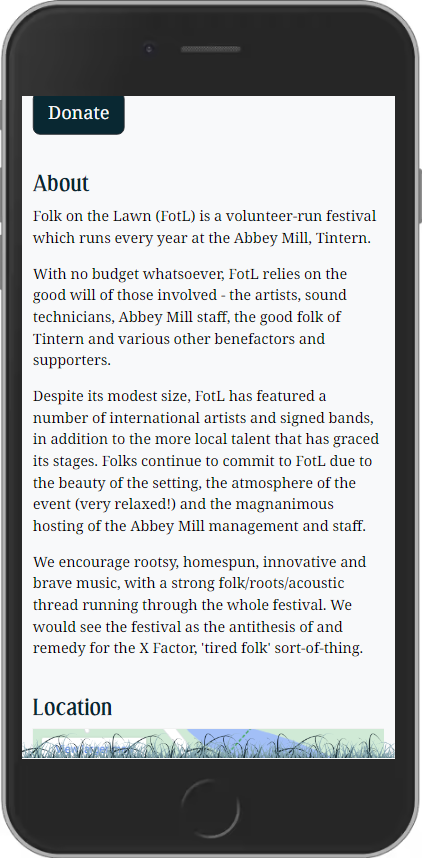 Donate
About
Folk on the Lawn (FotL) is a volunteer-run festival
which runs every year at the Abbey Mill, Tintern.
With no budget whatsoever, FotL relies on the
good will of those involved - the artists, sound
technicians, Abbey Mill staff, the good folk of
Tintern and various other benefactors and
supporters.
Despite its modest size, FotL has featured a
number of international artists and signed bands,
in addition to the more local talent that has graced
its stages. Folks continue to commit to FotL due to
the beauty of the setting, the atmosphere of the
event (very relaxed!) and the magnanimous
hosting of the Abbey Mill management and staff.
We encourage rootsy, homespun, innovative and
brave music, with a strong folk/roots/acoustic
thread running through the whole festival. We
would see the festival as the antithesis of and
remedy for the X Factor, 'tired folk' sort-of-thing.
Location